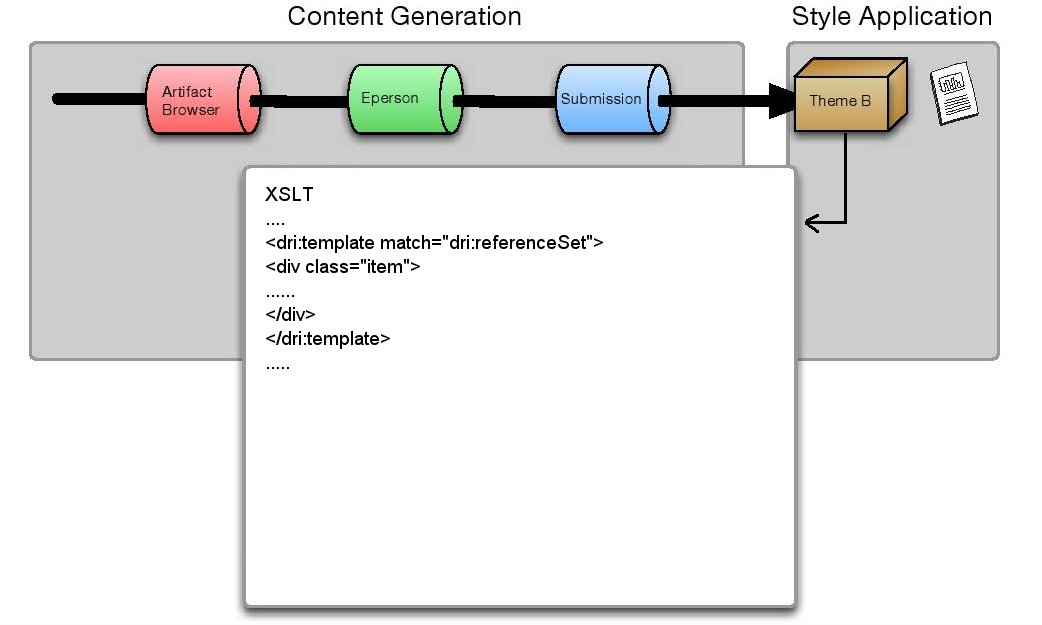 Content Generation
Style Application
Artifact
Browser
Eperson
Submission
Theme B
XSLT
....
<dri:template match="dri:referenceSet">
<div class="item">
......
</div>
</dri:template>
.....